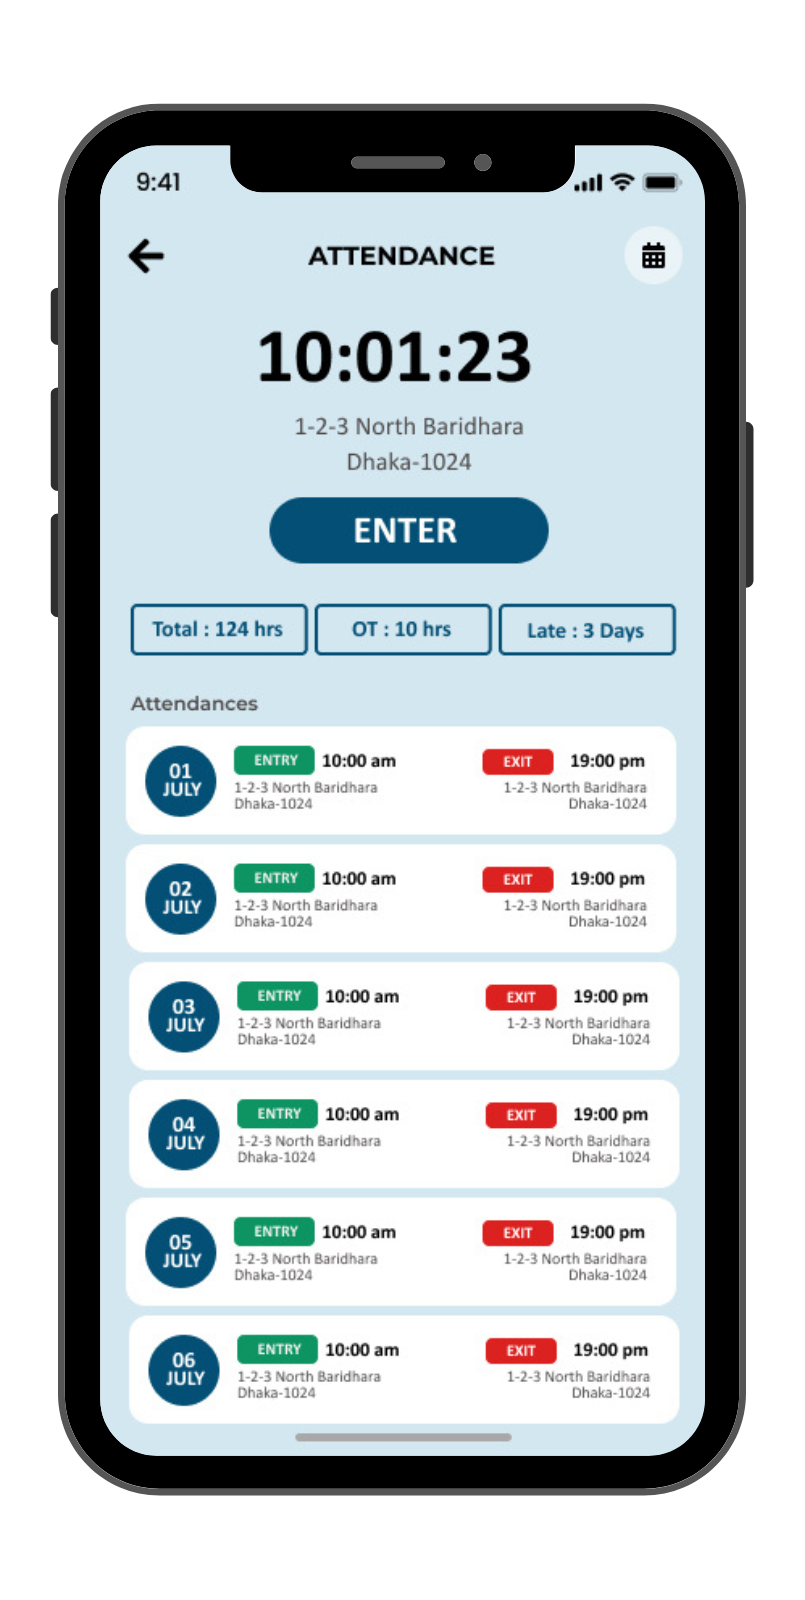 9:41
ATTENDANCE
10:01:23
1-2-3 North Baridhara
Dhaka-1024
ENTER
Total : 124 hrs OT : 10 hrs Late : 3 Days
Attendances
01 JULY
ENTRY 10:00 am
1-2-3 North Baridhara
Dhaka-1024
EXIT 19:00 pm
1-2-3 North Baridhara
Dhaka-1024
02 JULY
ENTRY 10:00 am
1-2-3 North Baridhara
Dhaka-1024
EXIT 19:00 pm
1-2-3 North Baridhara
Dhaka-1024
03 JULY
ENTRY 10:00 am
1-2-3 North Baridhara
Dhaka-1024
EXIT 19:00 pm
1-2-3 North Baridhara
Dhaka-1024
04 JULY
ENTRY 10:00 am
1-2-3 North Baridhara
Dhaka-1024
EXIT 19:00 pm
1-2-3 North Baridhara
Dhaka-1024
05 JULY
ENTRY 10:00 am
1-2-3 North Baridhara
Dhaka-1024
EXIT 19:00 pm
1-2-3 North Baridhara
Dhaka-1024
06 JULY
ENTRY 10:00 am
1-2-3 North Baridhara
Dhaka-1024
EXIT 19:00 pm
1-2-3 North Baridhara
Dhaka-1024